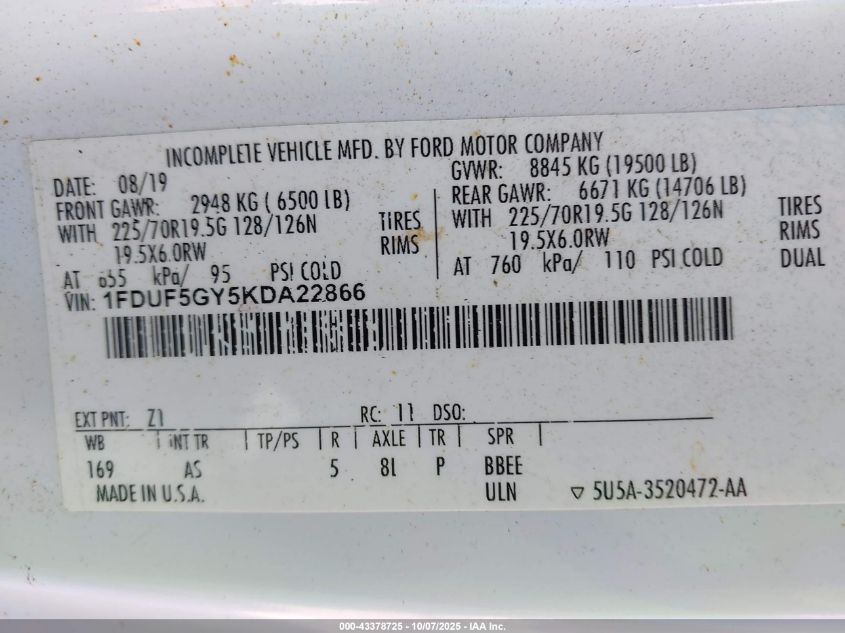 INCOMPLETE VEHICLE MFD. BY FORD MOTOR COMPANY
DATE: 08/19 GVWR: 8845 KG (19500 LB)
FRONT GAWR: 2948 KG ( 6500 LB) REAR GAWR: 6671 KG (14706 LB)
WITH 225/70R19.5G 128/126N TIRES WITH 225/70R19.5G 128/126N TIRES
19.5X6.0RW RIMS 19.5X6.0RW RIMS
AT 655 kPa/ 95 PSI COLD AT 760 kPa/ 110 PSI COLD DUAL
VIN: 1FDUF5GY5KDA22866
EXT PNT: Z1 RC: 11 DSO:
WB INT TR TP/PS R AXLE TR SPR
169 AS 5 8L P BBEE
MADE IN U.S.A. ULN 5U5A-3520472-AA
000-43378725 - 10/07/2025 - IAA Inc.